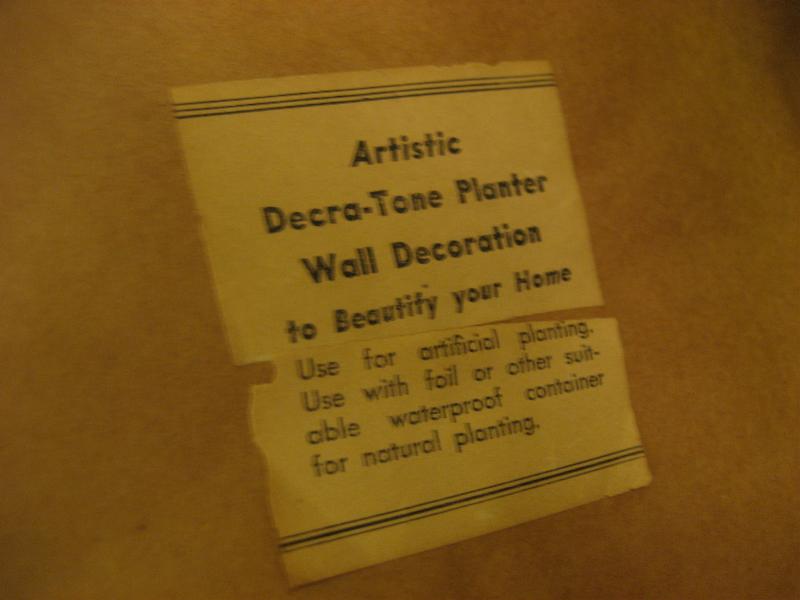 Artistic
Decra-Tone Planter
Wall Decoration
to Beautify your Home
Use for artificial planting.
Use with foil or other suit-
able waterproof container
for natural planting.